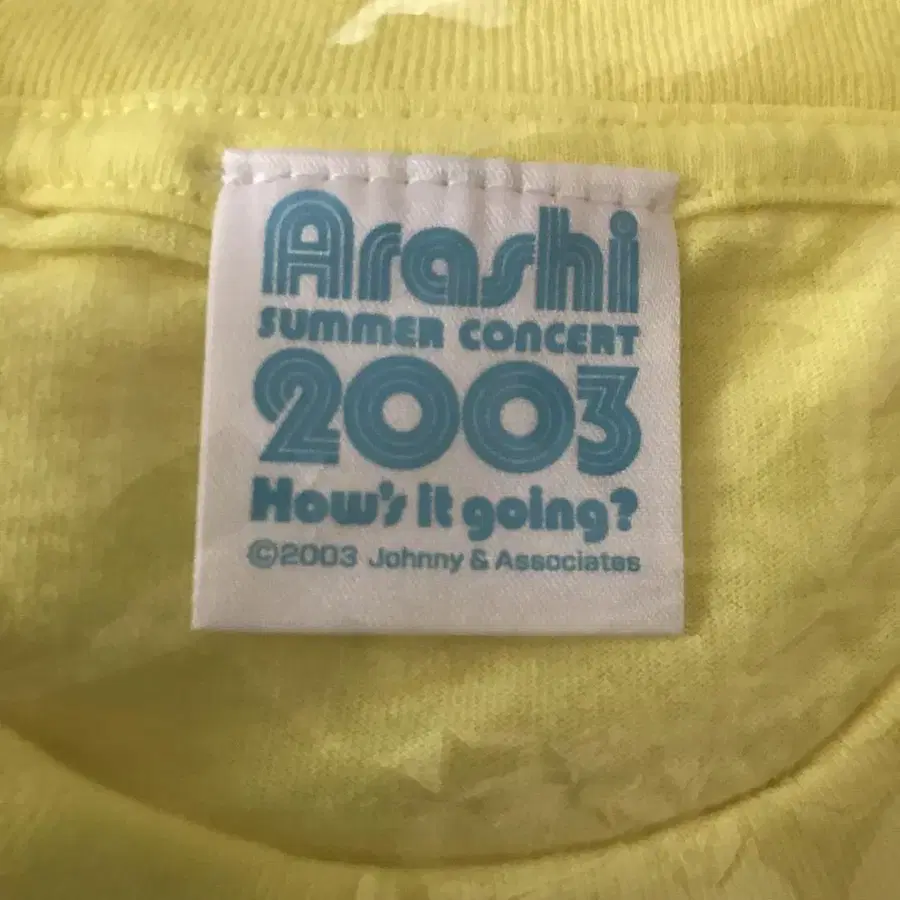 Arashi
SUMMER CONCERT
2003
How's it going?
©2003 Johnny & Associates